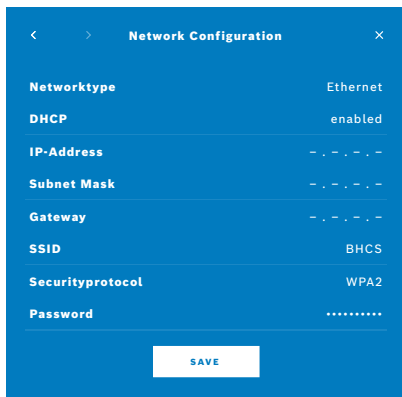 Network Configuration
Networktype Ethernet
DHCP enabled
IP-Address – . – . – . –
Subnet Mask – . – . – . –
Gateway – . – . – . –
SSID BHCS
Securityprotocol WPA2
Password ••••••••••
SAVE